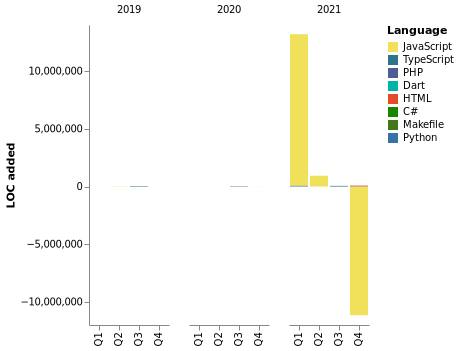 2019 2020 2021
Language
JavaScript
TypeScript
PHP
Dart
HTML
C#
Makefile
Python
LOC added
10,000,000
5,000,000
0
−5,000,000
−10,000,000
Q1 Q2 Q3 Q4 Q1 Q2 Q3 Q4 Q1 Q2 Q3 Q4